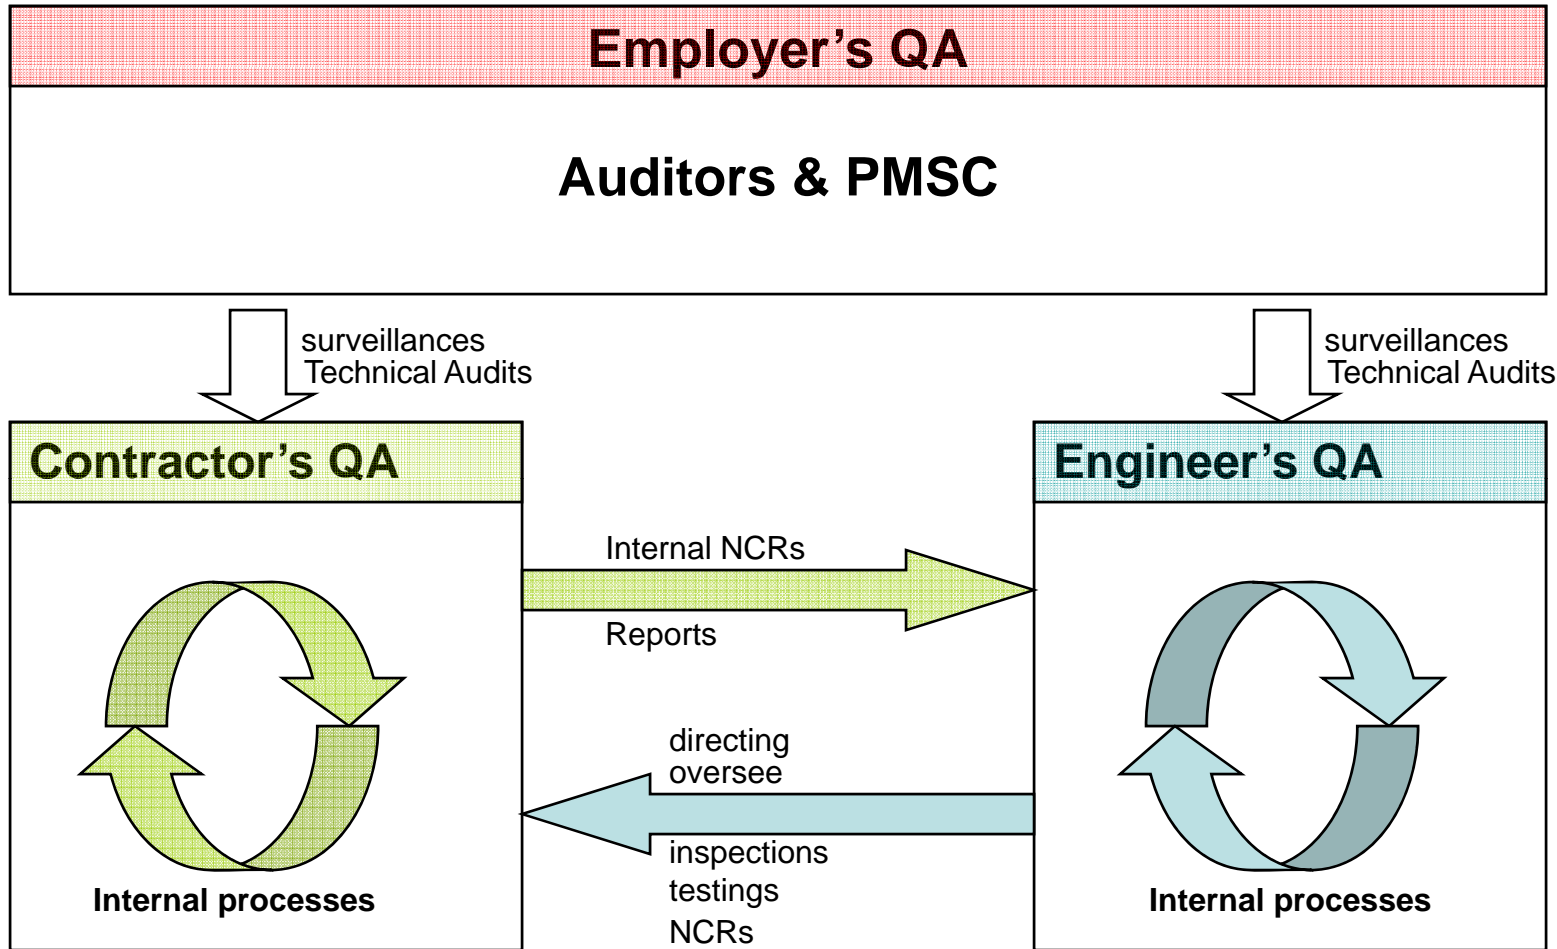 Employer’s QA
Auditors & PMSC
surveillances
Technical Audits
surveillances
Technical Audits
Contractor’s QA
Engineer’s QA
Internal NCRs
Reports
directing
oversee
inspections
testings
NCRs
Internal processes
Internal processes